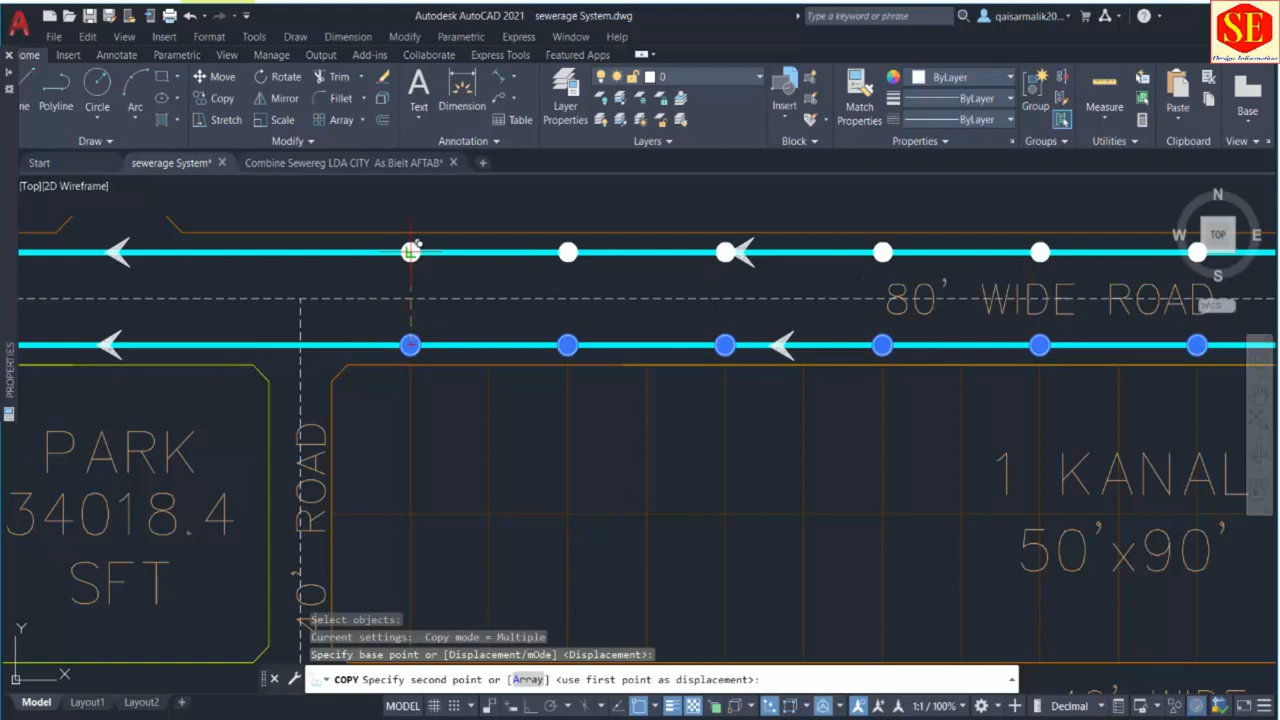 Autodesk AutoCAD 2021 sewerage System.dwg
Type a keyword or phrase
qaisarmalik20...
SE
Design Information
File Edit View Insert Format Tools Draw Dimension Modify Parametric Express Window Help
ome Insert Annotate Parametric View Manage Output Add-ins Collaborate Express Tools Featured Apps
Move Rotate Trim
0
ByLayer
ne Polyline Circle Arc
Copy Mirror Fillet
Text Dimension
Layer Properties
Insert
Match Properties
ByLayer
Group
Measure
Paste
Base
Stretch Scale Array
Table
ByLayer
Draw Modify Annotation Layers Block Properties Groups Utilities Clipboard View
Start sewerage System* Combine Sewereg LDA CITY As Bielt AFTAB*
[Top][2D Wireframe]
N
W TOP E
S
WCS
80' WIDE ROAD
PROPERTIES
PARK
34018.4
SFT
0' ROAD
1 KANAL
50'x90'
Select objects:
Current settings: Copy mode = Multiple
Specify base point or [Displacement/mOde] <Displacement>:
COPY Specify second point or [Array] <use first point as displacement>:
Y
X
Model Layout1 Layout2
MODEL
1:1 / 100%
Decimal